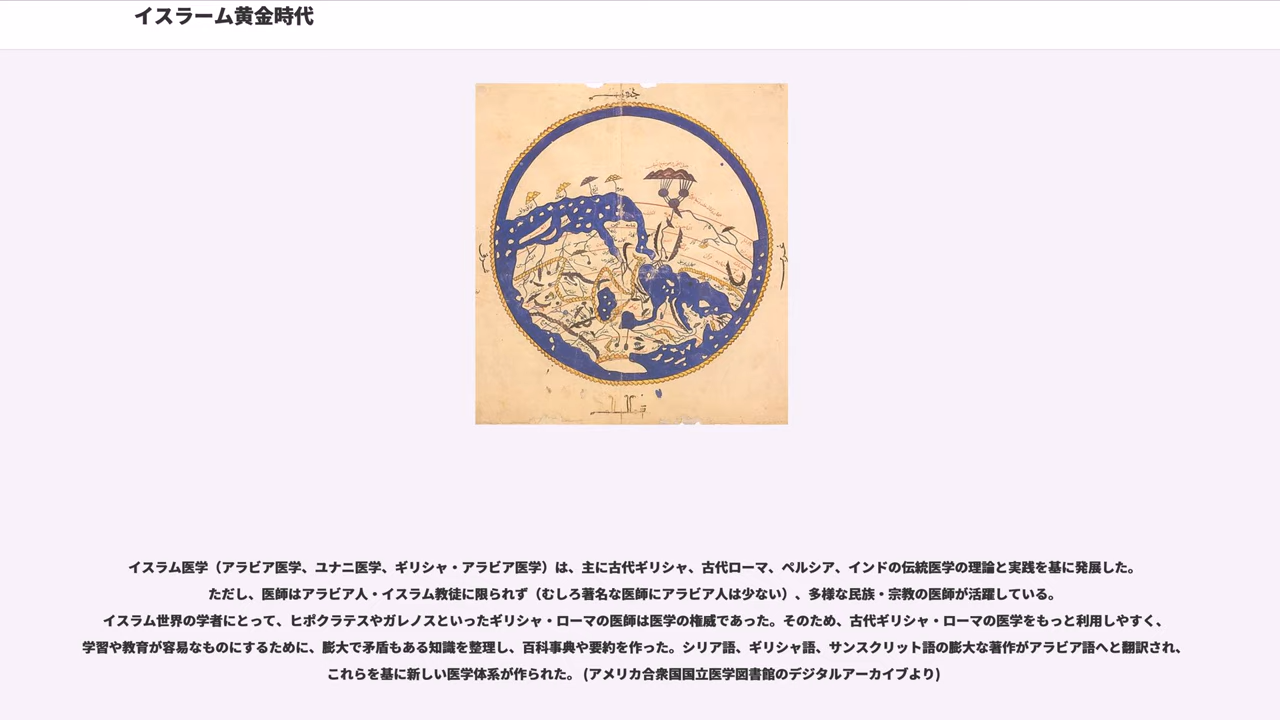 イスラーム黄金時代
イスラム医学（アラビア医学、ユナニ医学、ギリシャ・アラビア医学）は、主に古代ギリシャ、古代ローマ、ペルシア、インドの伝統医学の理論と実践を基に発展した。
ただし、医師はアラビア人・イスラム教徒に限られず（むしろ著名な医師にアラビア人は少ない）、多様な民族・宗教の医師が活躍している。
イスラム世界の学者にとって、ヒポクラテスやガレノスといったギリシャ・ローマの医師は医学の権威であった。そのため、古代ギリシャ・ローマの医学をもっと利用しやすく、
学習や教育が容易なものにするために、膨大で矛盾もある知識を整理し、百科事典や要約を作った。シリア語、ギリシャ語、サンスクリット語の膨大な著作がアラビア語へと翻訳され、
これらを基に新しい医学体系が作られた。 (アメリカ合衆国国立医学図書館のデジタルアーカイブより)